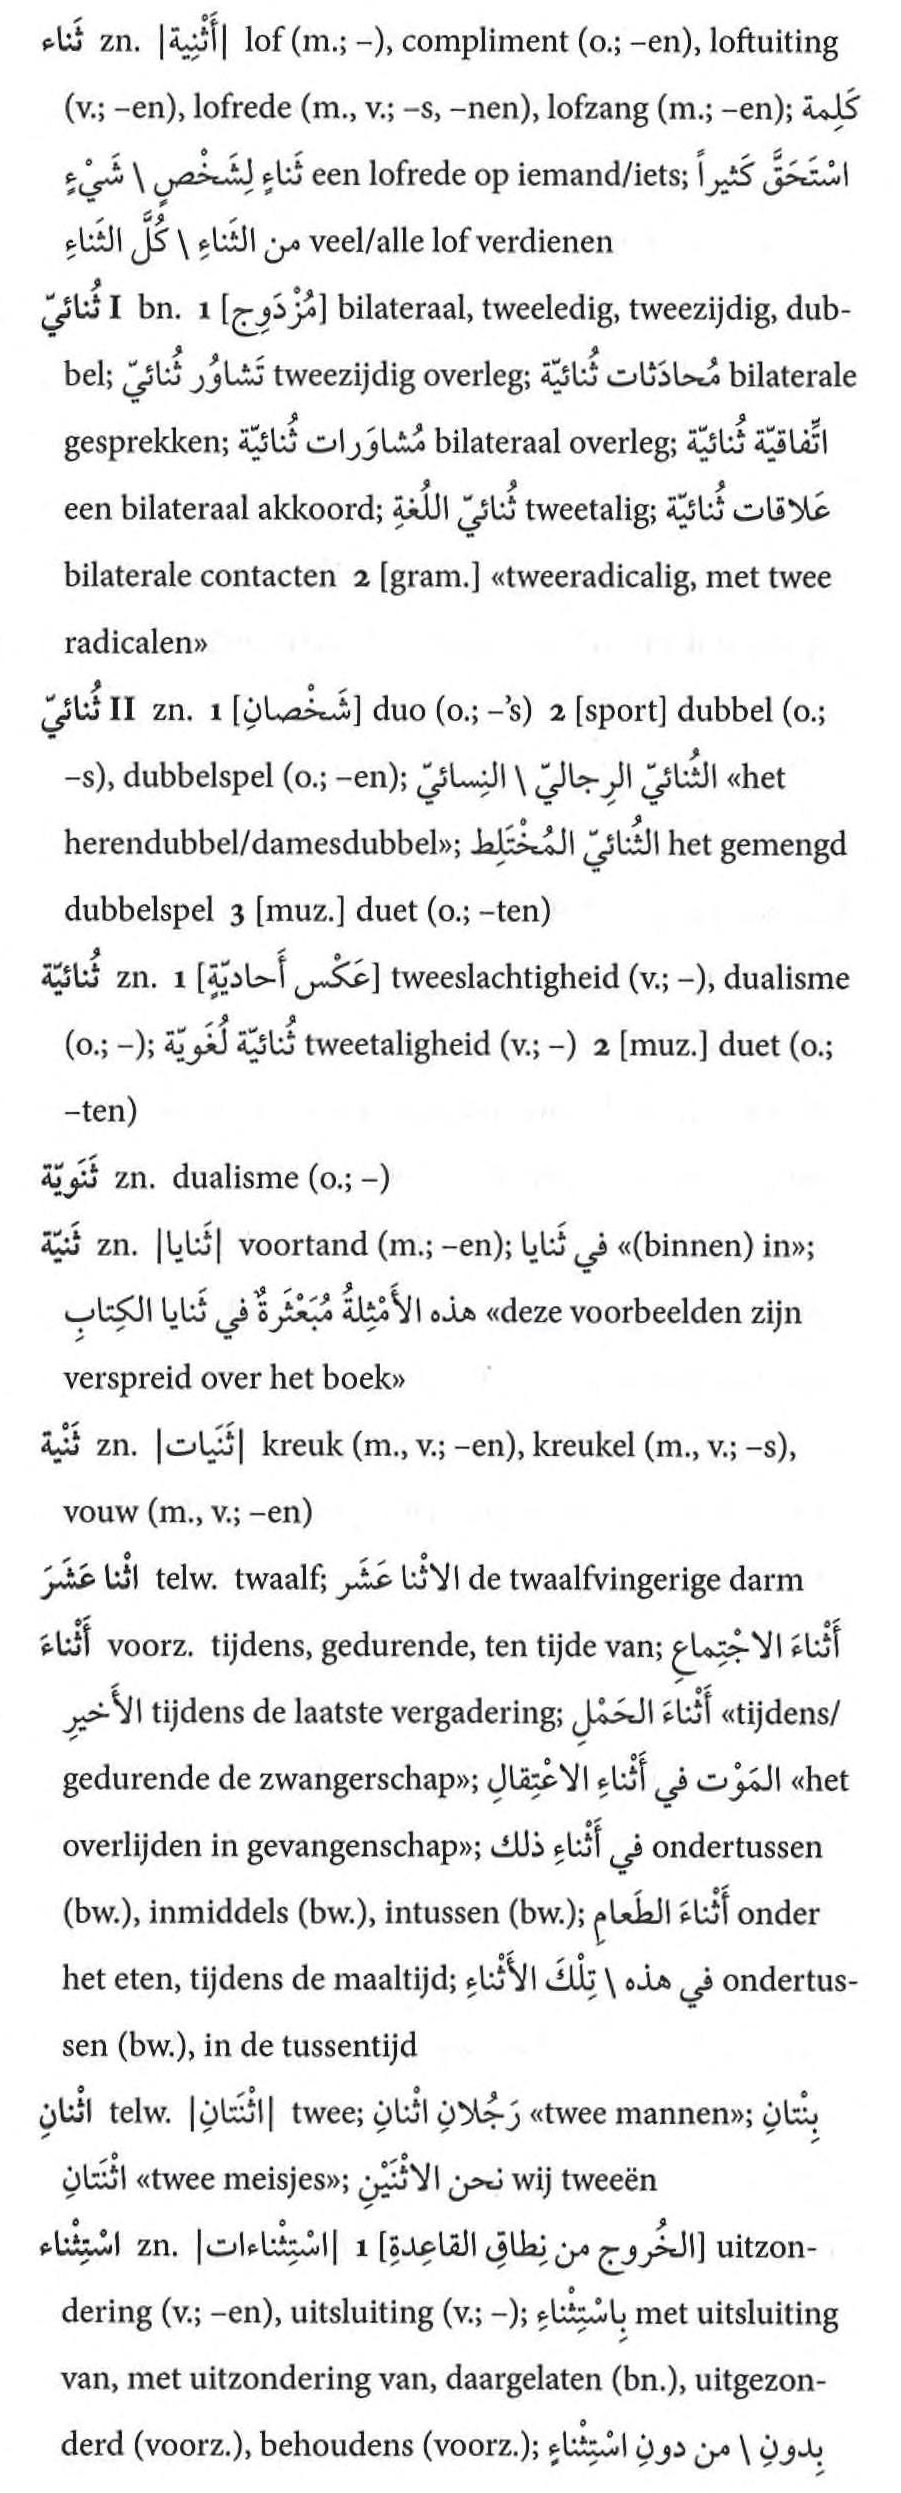 ثَناء zn. |أَثْنِية| lof (m.; –), compliment (o.; –en), loftuiting
(v.; –en), lofrede (m., v.; –s, –nen), lofzang (m.; –en); كَلِمة
ثَناءٍ لِشَخْصٍ \ شَيْءٍ een lofrede op iemand/iets; اسْتَحَقَّ كَثيراً
من الثَناءِ \ كُلَّ الثَناءِ veel/alle lof verdienen
ثُنائيّ I bn. 1 [مُزْدَوِج] bilateraal, tweeledig, tweezijdig, dub-
bel; تَشاوُر ثُنائيّ tweezijdig overleg; مُحادَثات ثُنائيّة bilaterale
gesprekken; مُشاوَرات ثُنائيّة bilateraal overleg; اتِّفاقيّة ثُنائيّة
een bilateraal akkoord; ثُنائيّ اللُغةِ tweetalig; عَلاقات ثُنائيّة
bilaterale contacten 2 [gram.] «tweeradicalig, met twee
radicalen»
ثُنائيّ II zn. 1 [شَخْصانِ] duo (o.; –’s) 2 [sport] dubbel (o.;
–s), dubbelspel (o.; –en); الثُنائيّ الرِجاليّ \ النِسائيّ «het
herendubbel/damesdubbel»; الثُنائيّ المُخْتَلِط het gemengd
dubbelspel 3 [muz.] duet (o.; –ten)
ثُنائيّة zn. 1 [عَكْس أَحاديّةٍ] tweeslachtigheid (v.; –), dualisme
(o.; –); ثُنائيّة لُغَويّة tweetaligheid (v.; –) 2 [muz.] duet (o.;
–ten)
ثَنَويّة zn. dualisme (o.; –)
ثَنيّة zn. |ثَنايا| voortand (m.; –en); في ثَنايا «(binnen) in»;
هذه الأَمْثِلةُ مُبَعْثَرةٌ في ثَنايا الكِتابِ «deze voorbeelden zijn
verspreid over het boek»
ثَنْية zn. |ثَنَيات| kreuk (m., v.; –en), kreukel (m., v.; –s),
vouw (m., v.; –en)
اثْنا عَشَرَ telw. twaalf; الاثْنا عَشَر de twaalfvingerige darm
أَثْناءَ voorz. tijdens, gedurende, ten tijde van; أَثْناءَ الاجْتِماعِ
الأَخيرِ tijdens de laatste vergadering; أَثْناءَ الحَمْلِ «tijdens/
gedurende de zwangerschap»; المَوْت في أَثْناءِ الاعْتِقالِ «het
overlijden in gevangenschap»; في أَثْناءِ ذلك ondertussen
(bw.), inmiddels (bw.), intussen (bw.); أَثْناءَ الطَعامِ onder
het eten, tijdens de maaltijd; في هذه \ تِلْكَ الأَثْناءِ ondertus-
sen (bw.), in de tussentijd
اثْنانِ telw. |اثْنَتانِ| twee; رَجُلانِ اثْنانِ «twee mannen»; بِنْتانِ
اثْنَتانِ «twee meisjes»; نحن الاثْنَيْنِ wij tweeën
اسْتِثْناء zn. |اسْتِثْناءات| 1 [الخُروج من نِطاقِ القاعِدةِ] uitzon-
dering (v.; –en), uitsluiting (v.; –); بِاسْتِثْناءِ met uitsluiting
van, met uitzondering van, daargelaten (bn.), uitgezon-
derd (voorz.), behoudens (voorz.); بِدونِ \ من دونِ اسْتِثْناءٍ